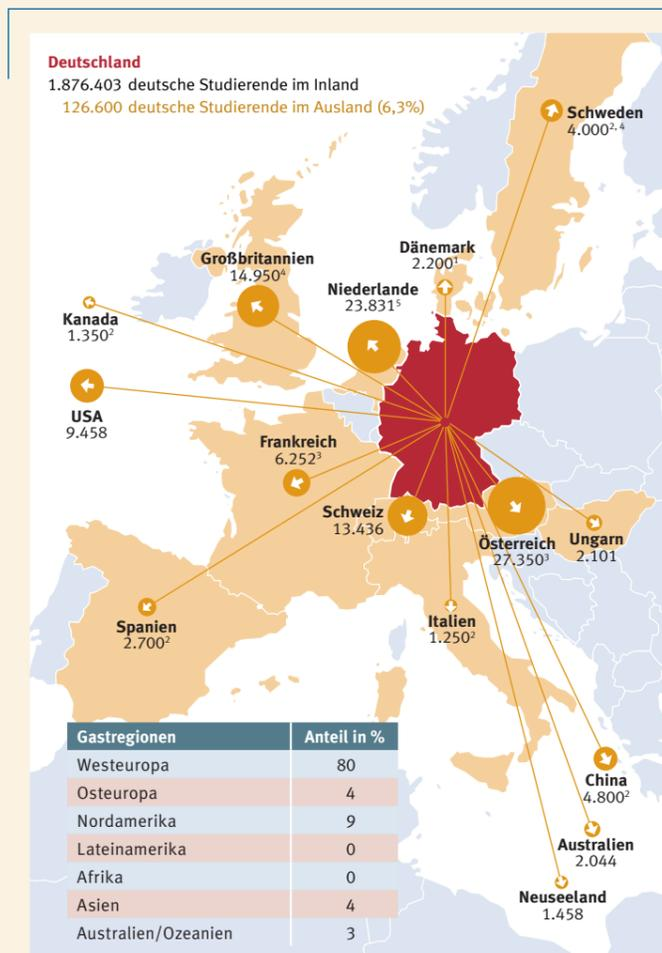 Deutschland
1.876.403 deutsche Studierende im Inland
126.600 deutsche Studierende im Ausland (6,3%)
Schweden
4.000²,⁴
Dänemark
2.200¹
Großbritannien
14.950⁴
Niederlande
23.831⁵
Kanada
1.350²
USA
9.458
Frankreich
6.252³
Schweiz
13.436
Österreich
27.350³
Ungarn
2.101
Spanien
2.700²
Italien
1.250²
China
4.800²
Australien
2.044
Neuseeland
1.458
Gastregionen Anteil in %
Westeuropa 80
Osteuropa 4
Nordamerika 9
Lateinamerika 0
Afrika 0
Asien 4
Australien/Ozeanien 3